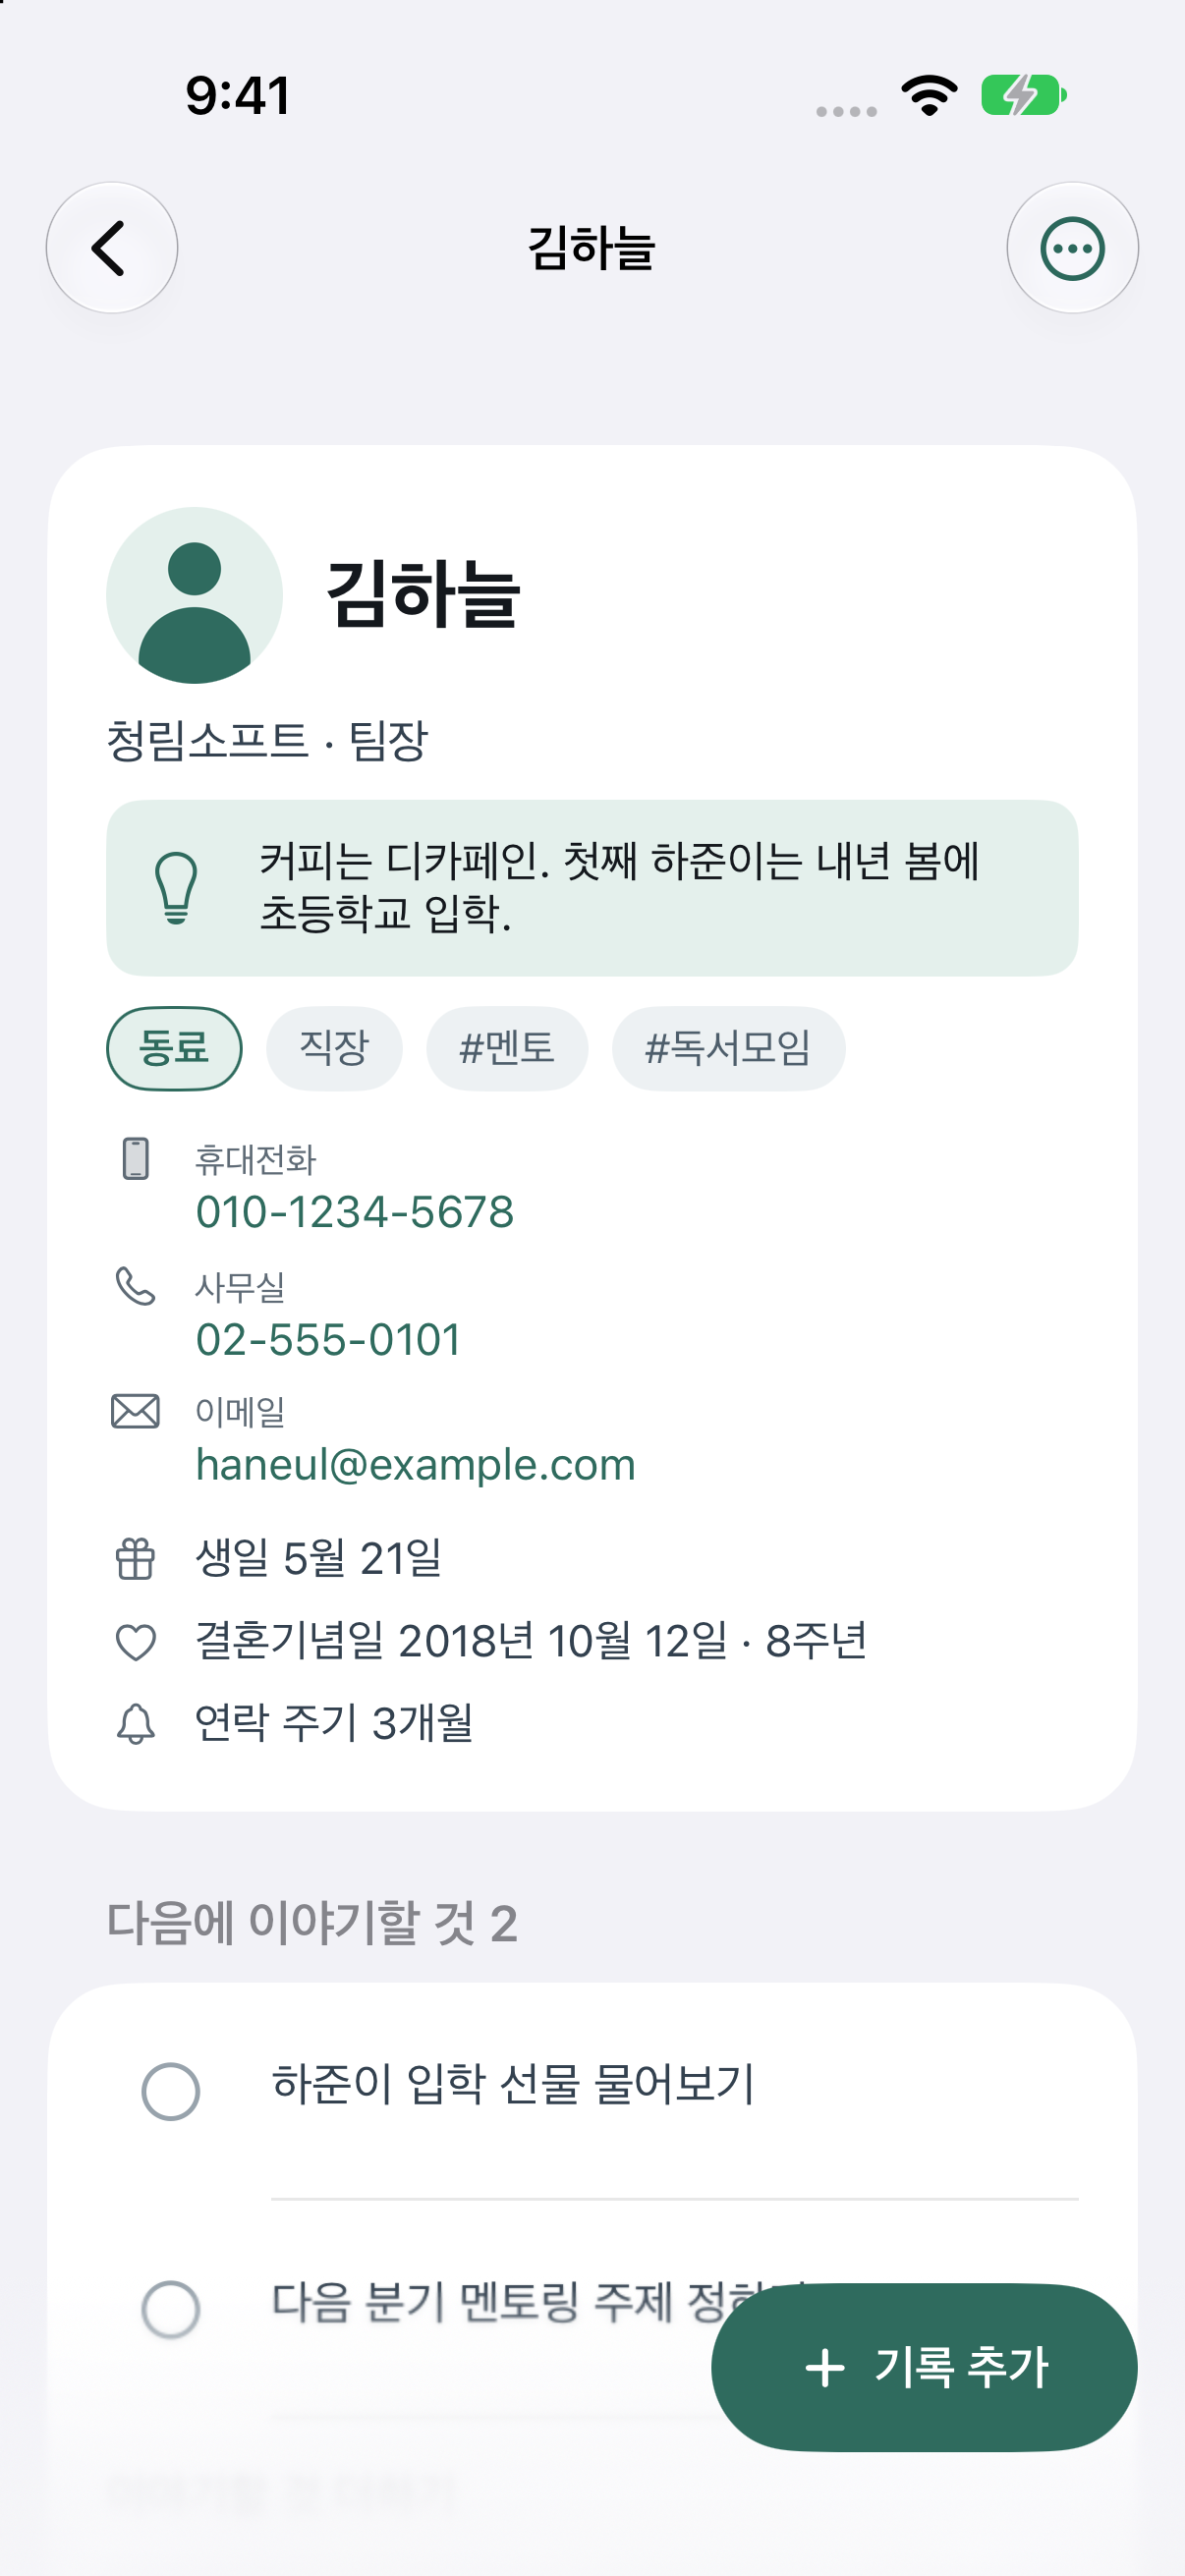 9:41
김하늘
김하늘
청림소프트 · 팀장
커피는 디카페인. 첫째 하준이는 내년 봄에
초등학교 입학.
동료 직장 #멘토 #독서모임
휴대전화
010-1234-5678
사무실
02-555-0101
이메일
haneul@example.com
생일 5월 21일
결혼기념일 2018년 10월 12일 · 8주년
연락 주기 3개월
다음에 이야기할 것 2
하준이 입학 선물 물어보기
다음 분기 멘토링 주제
+ 기록 추가